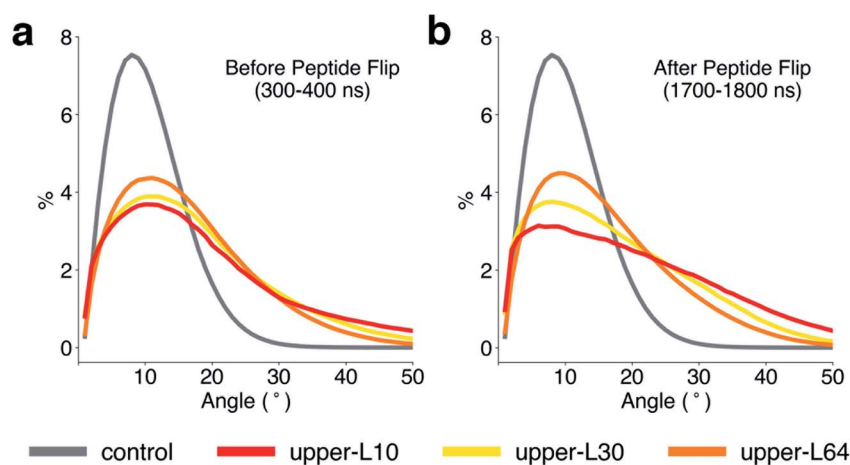 a
Before Peptide Flip
(300-400 ns)
%
8
6
4
2
0
10 20 30 40 50
Angle (°)
b
After Peptide Flip
(1700-1800 ns)
%
8
6
4
2
0
10 20 30 40 50
Angle (°)
control upper-L10 upper-L30 upper-L64